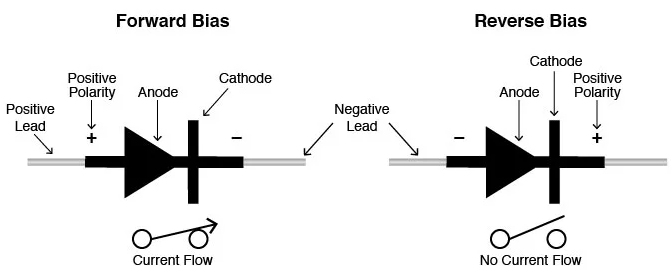 Forward Bias
Reverse Bias
Positive
Polarity
Anode
Cathode
Positive
Lead
+
−
Negative
Lead
Cathode
Anode
Positive
Polarity
−
+
Current Flow
No Current Flow